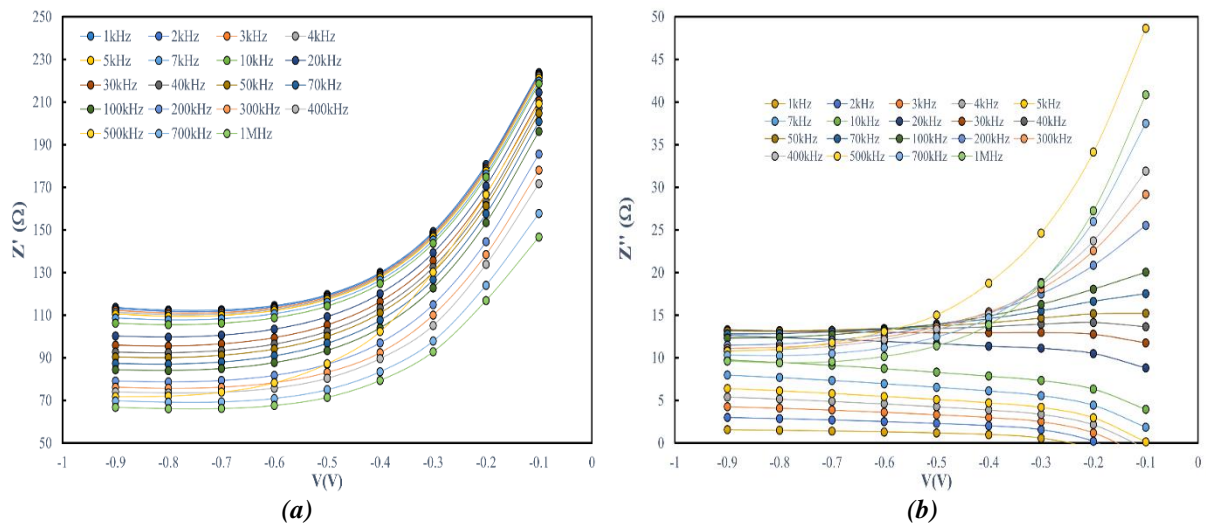 250
230
210
190
170
150
130
110
90
70
50
Z' (Ω)
1kHz 2kHz 3kHz 4kHz
5kHz 7kHz 10kHz 20kHz
30kHz 40kHz 50kHz 70kHz
100kHz 200kHz 300kHz 400kHz
500kHz 700kHz 1MHz
-1 -0.9 -0.8 -0.7 -0.6 -0.5 -0.4 -0.3 -0.2 -0.1 0
V(V)
(a)
50
45
40
35
30
25
20
15
10
5
0
Z'' (Ω)
1kHz 2kHz 3kHz 4kHz 5kHz
7kHz 10kHz 20kHz 30kHz 40kHz
50kHz 70kHz 100kHz 200kHz 300kHz
400kHz 500kHz 700kHz 1MHz
-1 -0.9 -0.8 -0.7 -0.6 -0.5 -0.4 -0.3 -0.2 -0.1 0
V(V)
(b)